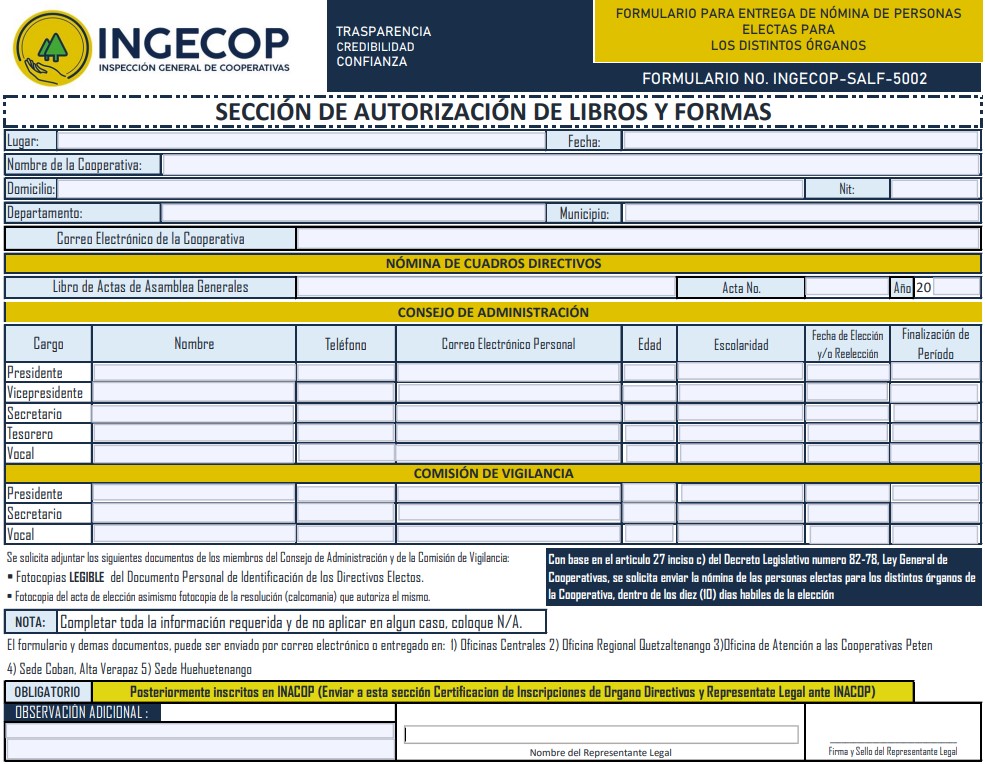 INGECOP
INSPECCIÓN GENERAL DE COOPERATIVAS
TRASPARENCIA
CREDIBILIDAD
CONFIANZA
FORMULARIO PARA ENTREGA DE NÓMINA DE PERSONAS
ELECTAS PARA
LOS DISTINTOS ÓRGANOS
FORMULARIO NO. INGECOP-SALF-5002
SECCIÓN DE AUTORIZACIÓN DE LIBROS Y FORMAS
Lugar: Fecha:
Nombre de la Cooperativa:
Domicilio: Nit:
Departamento: Municipio:
Correo Electrónico de la Cooperativa
NÓMINA DE CUADROS DIRECTIVOS
Libro de Actas de Asamblea Generales Acta No. Año 20
CONSEJO DE ADMINISTRACIÓN
Cargo Nombre Teléfono Correo Electrónico Personal Edad Escolaridad Fecha de Elección y/o Reelección Finalización de Período
Presidente
Vicepresidente
Secretario
Tesorero
Vocal
COMISIÓN DE VIGILANCIA
Presidente
Secretario
Vocal
Se solicita adjuntar los siguientes documentos de los miembros del Consejo de Administración y de la Comisión de Vigilancia:
▪ Fotocopias LEGIBLE del Documento Personal de Identificación de los Directivos Electos.
▪ Fotocopia del acta de elección asimismo fotocopia de la resolución (calcomania) que autoriza el mismo.
Con base en el articulo 27 inciso c) del Decreto Legislativo numero 82-78, Ley General de
Cooperativas, se solicita enviar la nómina de las personas electas para los distintos órganos de
la Cooperativa, dentro de los diez (10) dias habiles de la elección
NOTA: Completar toda la información requerida y de no aplicar en algun caso, coloque N/A.
El formulario y demas documentos, puede ser enviado por correo electrónico o entregado en: 1) Oficinas Centrales 2) Oficina Regional Quetzaltenango 3)Oficina de Atención a las Cooperativas Peten
4) Sede Coban, Alta Verapaz 5) Sede Huehuetenango
OBLIGATORIO Posteriormente inscritos en INACOP (Enviar a esta sección Certificacion de Inscripciones de Organo Directivos y Representate Legal ante INACOP)
OBSERVACIÓN ADICIONAL :
Nombre del Representante Legal
Firma y Sello del Representante Legal